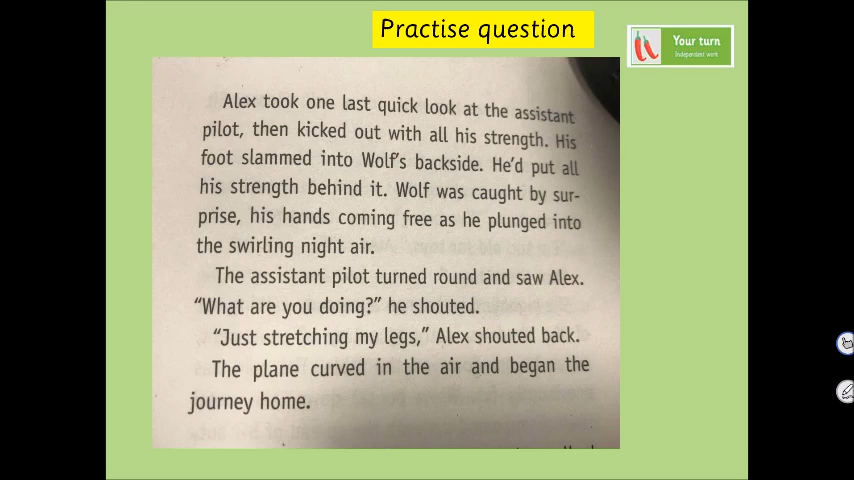 Practise question
Your turn
Independent work
Alex took one last quick look at the assistant
pilot, then kicked out with all his strength. His
foot slammed into Wolf's backside. He'd put all
his strength behind it. Wolf was caught by sur-
prise, his hands coming free as he plunged into
the swirling night air.
The assistant pilot turned round and saw Alex.
“What are you doing?” he shouted.
“Just stretching my legs,” Alex shouted back.
The plane curved in the air and began the
journey home.